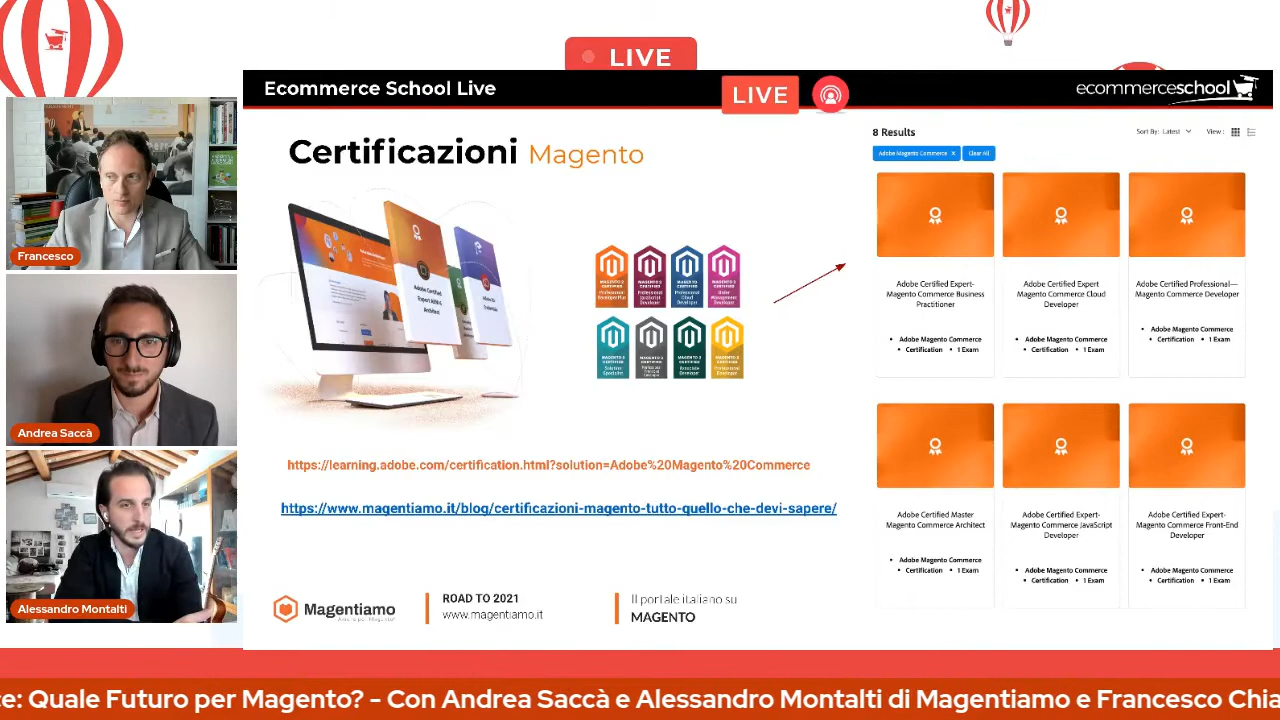 LIVE
Ecommerce School Live
LIVE
ecommerceschool
Francesco
Andrea Saccà
Alessandro Montalti
Certificazioni Magento
8 Results
Sort By: Latest
View :
Adobe Magento Commerce x
Clear All
Adobe Certified Expert-
Magento Commerce Business
Practitioner
• Adobe Magento Commerce
• Certification • 1 Exam
Adobe Certified Expert
Magento Commerce Cloud
Developer
• Adobe Magento Commerce
• Certification • 1 Exam
Adobe Certified Professional—
Magento Commerce Developer
• Adobe Magento Commerce
• Certification • 1 Exam
Adobe Certified Master
Magento Commerce Architect
• Adobe Magento Commerce
• Certification • 1 Exam
Adobe Certified Expert-
Magento Commerce JavaScript
Developer
• Adobe Magento Commerce
• Certification • 1 Exam
Adobe Certified Expert-
Magento Commerce Front-End
Developer
• Adobe Magento Commerce
• Certification • 1 Exam
https://learning.adobe.com/certification.html?solution=Adobe%20Magento%20Commerce
https://www.magentiamo.it/blog/certificazioni-magento-tutto-quello-che-devi-sapere/
Magentiamo
ROAD TO 2021
www.magentiamo.it
Il portale italiano su
MAGENTO
ce: Quale Futuro per Magento? - Con Andrea Saccà e Alessandro Montalti di Magentiamo e Francesco Chia